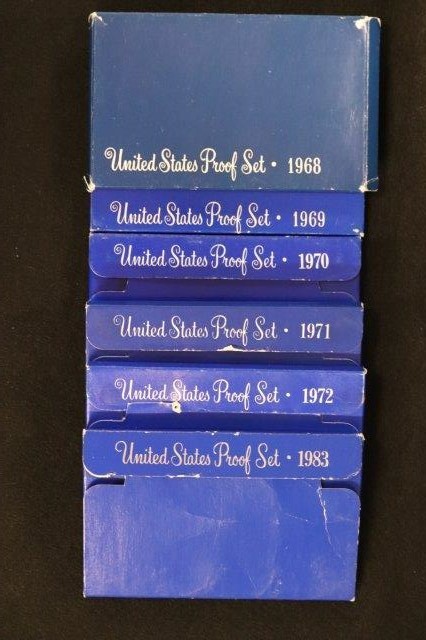 United States Proof Set • 1968
United States Proof Set • 1969
United States Proof Set • 1970
United States Proof Set • 1971
United States Proof Set • 1972
United States Proof Set • 1983